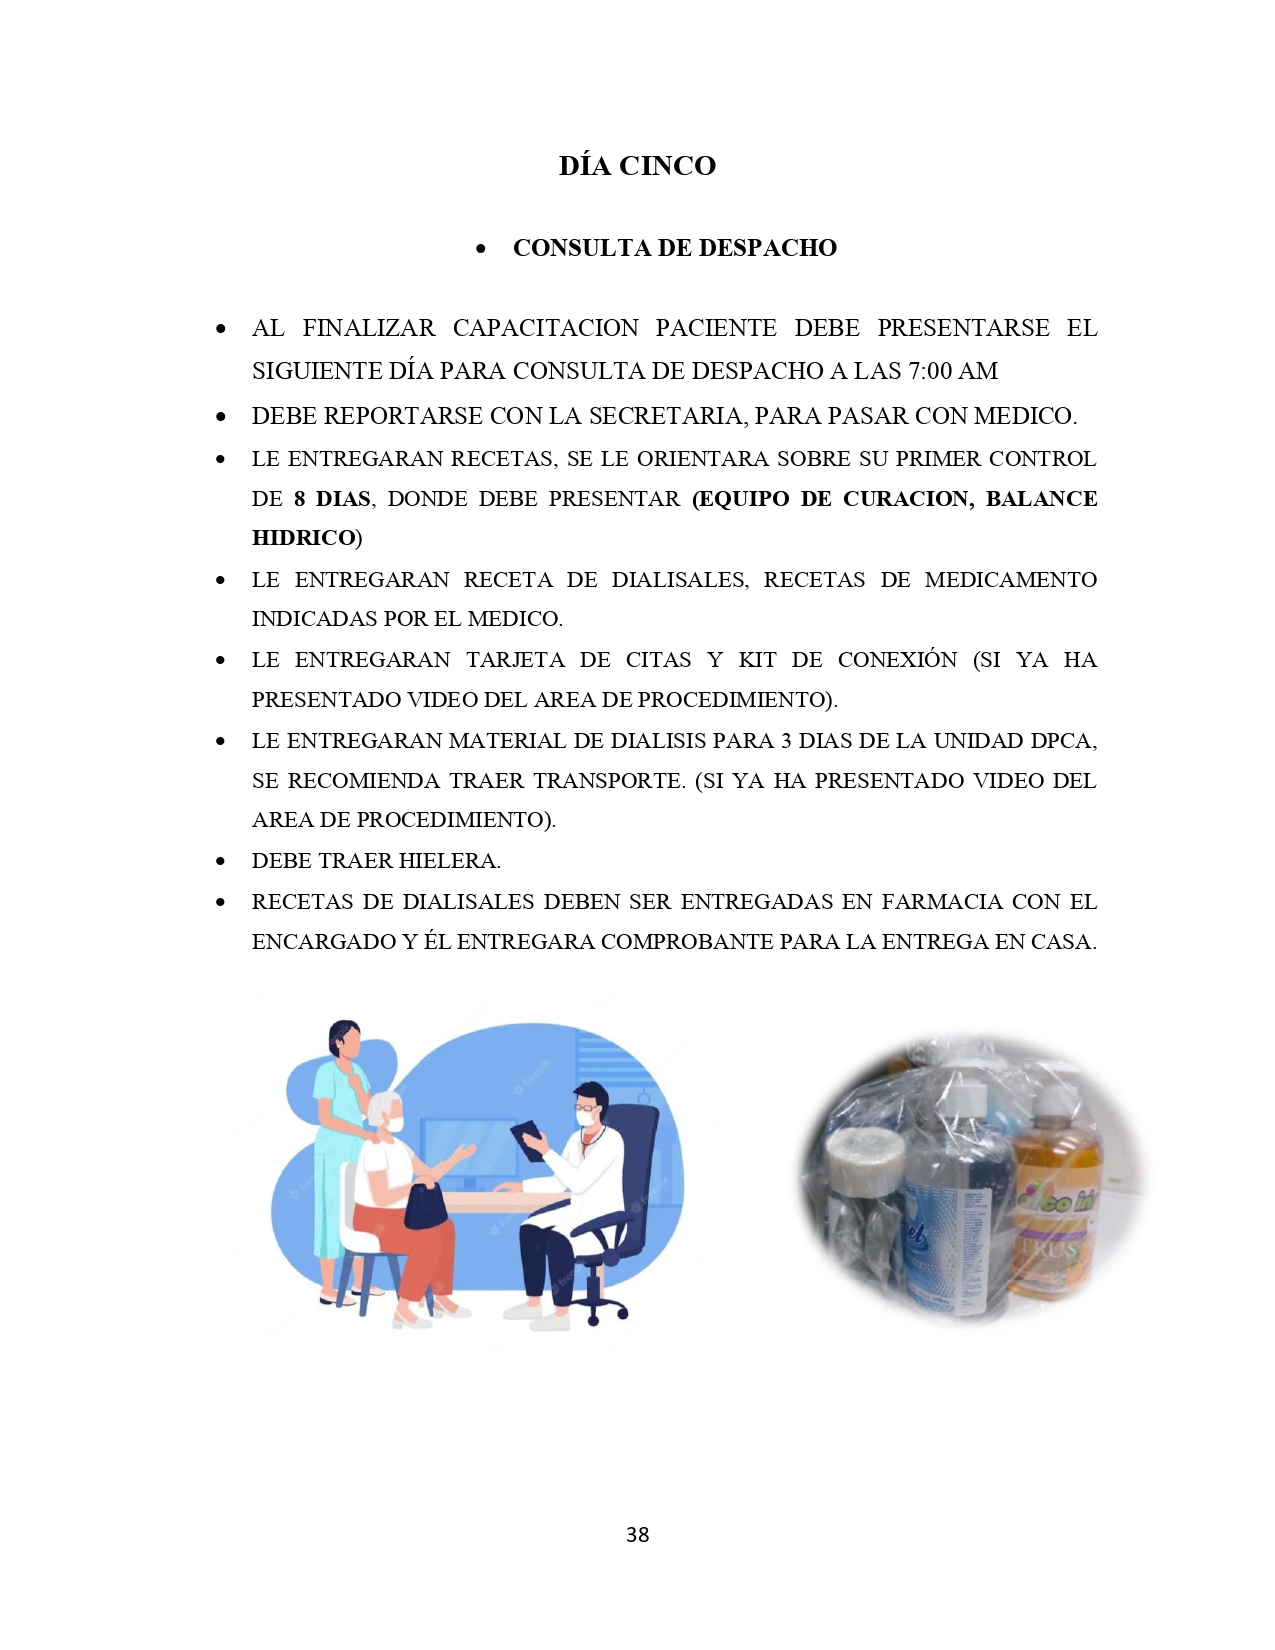 DÍA CINCO
• CONSULTA DE DESPACHO
• AL FINALIZAR CAPACITACION PACIENTE DEBE PRESENTARSE EL
SIGUIENTE DÍA PARA CONSULTA DE DESPACHO A LAS 7:00 AM
• DEBE REPORTARSE CON LA SECRETARIA, PARA PASAR CON MEDICO.
• LE ENTREGARAN RECETAS, SE LE ORIENTARA SOBRE SU PRIMER CONTROL
DE 8 DIAS, DONDE DEBE PRESENTAR (EQUIPO DE CURACION, BALANCE
HIDRICO)
• LE ENTREGARAN RECETA DE DIALISALES, RECETAS DE MEDICAMENTO
INDICADAS POR EL MEDICO.
• LE ENTREGARAN TARJETA DE CITAS Y KIT DE CONEXIÓN (SI YA HA
PRESENTADO VIDEO DEL AREA DE PROCEDIMIENTO).
• LE ENTREGARAN MATERIAL DE DIALISIS PARA 3 DIAS DE LA UNIDAD DPCA,
SE RECOMIENDA TRAER TRANSPORTE. (SI YA HA PRESENTADO VIDEO DEL
AREA DE PROCEDIMIENTO).
• DEBE TRAER HIELERA.
• RECETAS DE DIALISALES DEBEN SER ENTREGADAS EN FARMACIA CON EL
ENCARGADO Y ÉL ENTREGARA COMPROBANTE PARA LA ENTREGA EN CASA.
freepik
38